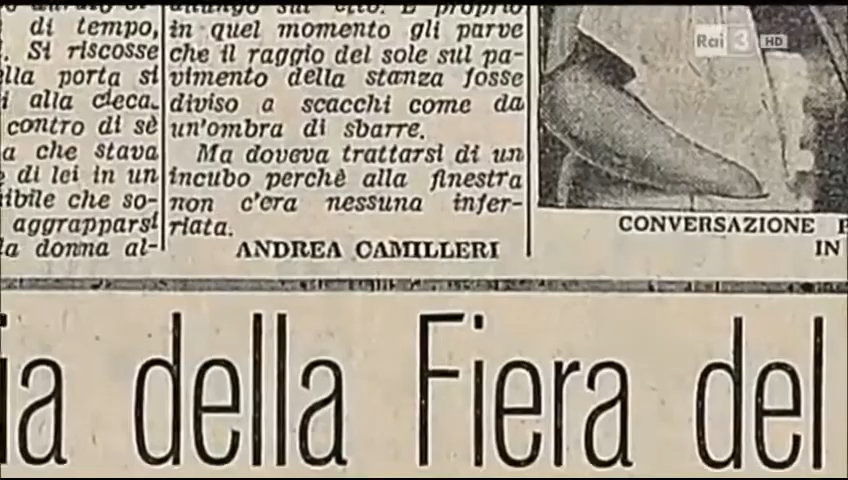 di tempo,
. Si riscosse
lla porta si
i alla cieca.
contro di sè
a che stava
di lei in un
ibile che so-
aggrapparsi
la donna al-
in quel momento gli parve
che il raggio del sole sul pa-
vimento della stanza fosse
diviso a scacchi come da
un'ombra di sbarre.
Ma doveva trattarsi di un
incubo perchè alla finestra
non c'era nessuna infer-
riata.
ANDREA CAMILLERI
Rai 3 HD
CONVERSAZIONE
IN
ia della Fiera del